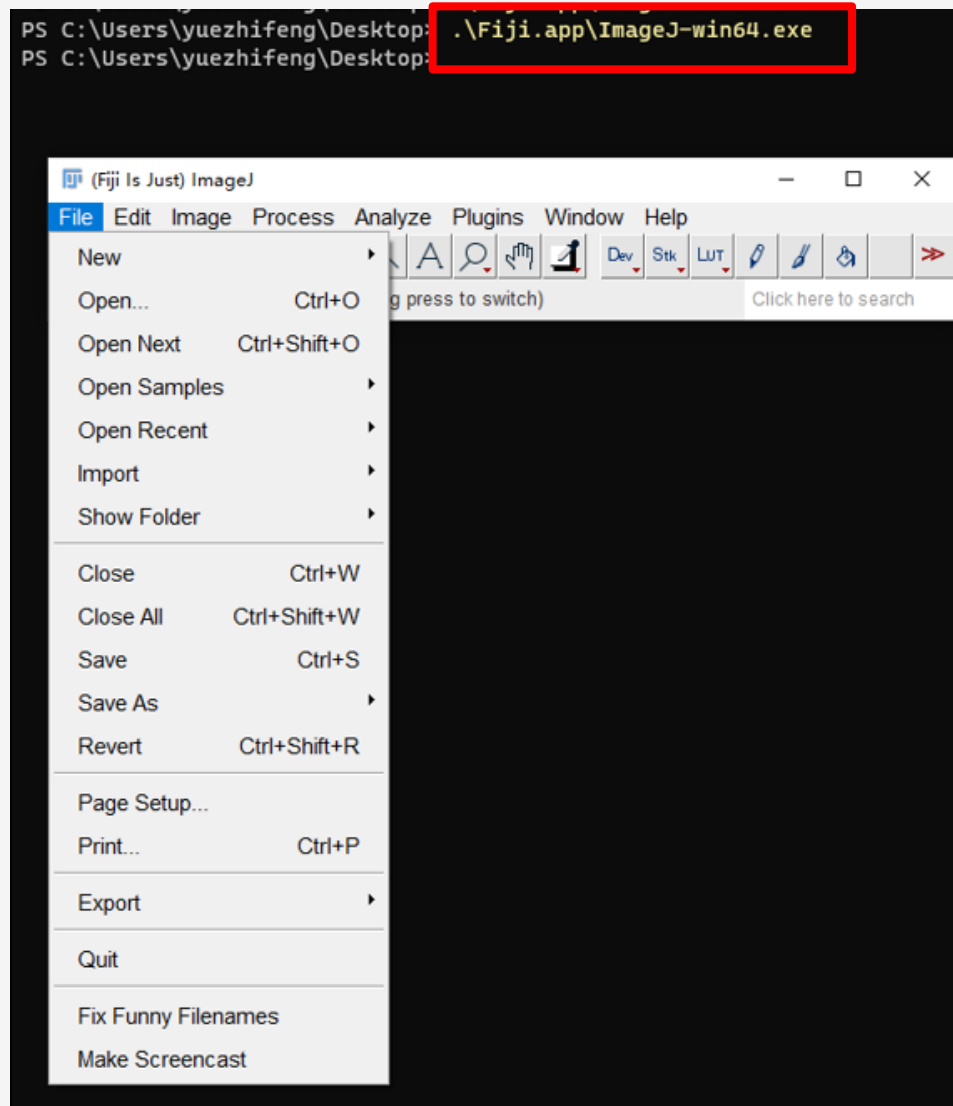 PS C:\Users\yuezhifeng\Desktop> .\Fiji.app\ImageJ-win64.exe
PS C:\Users\yuezhifeng\Desktop>
(Fiji Is Just) ImageJ
File Edit Image Process Analyze Plugins Window Help
A Dev Stk LUT ≫
g press to switch) Click here to search
New
Open... Ctrl+O
Open Next Ctrl+Shift+O
Open Samples
Open Recent
Import
Show Folder
Close Ctrl+W
Close All Ctrl+Shift+W
Save Ctrl+S
Save As
Revert Ctrl+Shift+R
Page Setup...
Print... Ctrl+P
Export
Quit
Fix Funny Filenames
Make Screencast